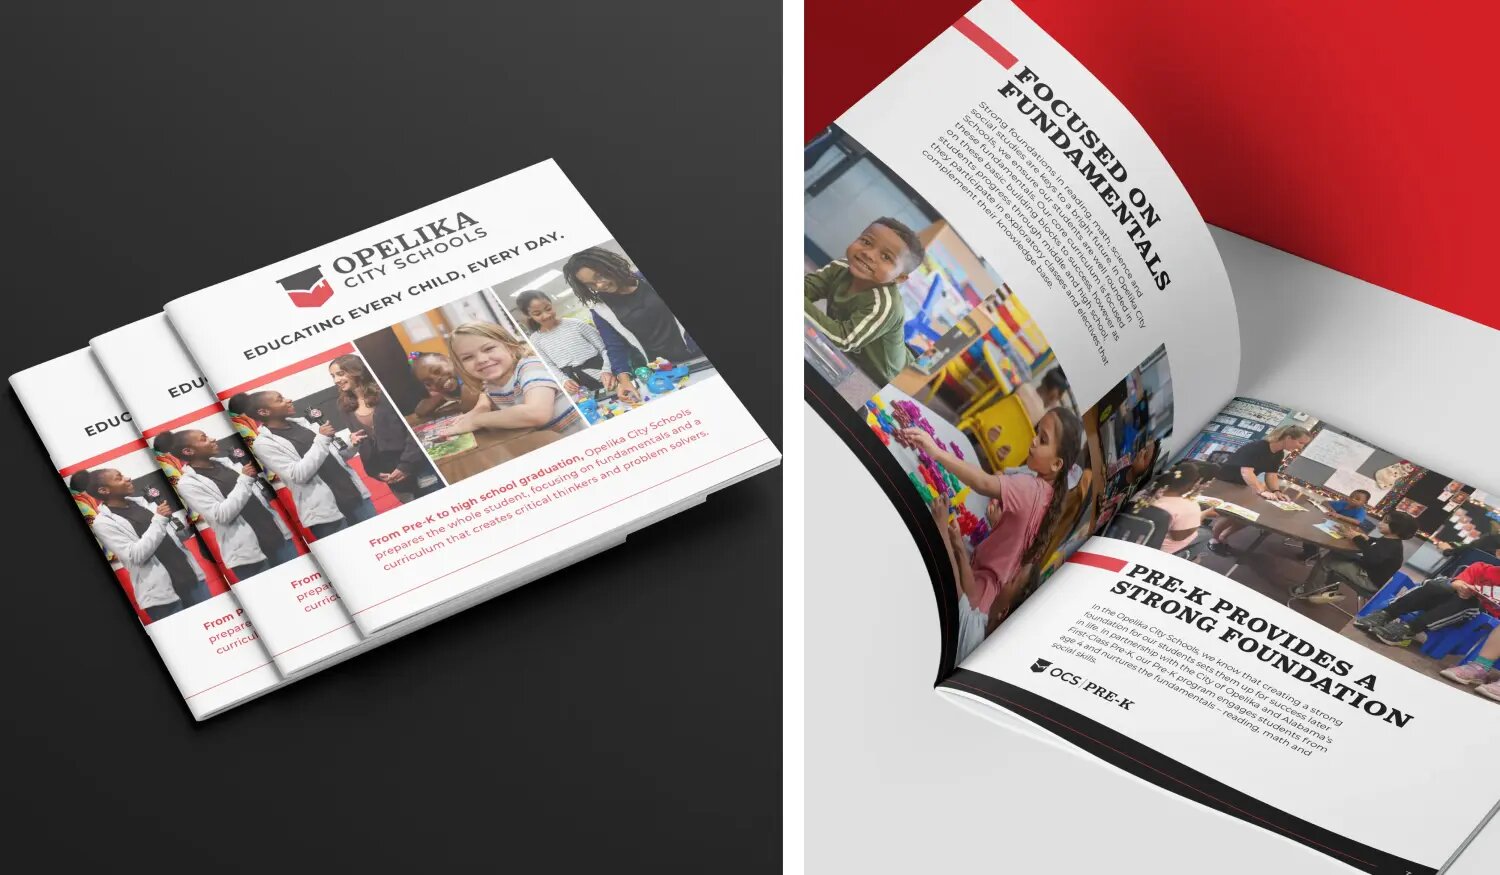 OPELIKA
CITY SCHOOLS
EDUCATING EVERY CHILD, EVERY DAY.
From Pre-K to high school graduation, Opelika City Schools
prepares the whole student, focusing on fundamentals and a
curriculum that creates critical thinkers and problem solvers.
EDU
From
prepar
curric
EDUC
From P
prepare
curricu
FOCUSED ON
FUNDAMENTALS
Strong foundations in reading, math, science and
social studies are keys to a bright future. In Opelika City
Schools, we ensure our students are well rounded in
these fundamentals. Our core curriculum is focused
on these basic building blocks to success, however as
students progress through middle and high school,
they participate in exploratory classes and electives that
complement their knowledge base.
PRE-K PROVIDES A
STRONG FOUNDATION
In the Opelika City Schools, we know that creating a strong
foundation for our students sets them up for success later
in life. In partnership with the City of Opelika and Alabama's
First-Class Pre-K, our Pre-K program engages students from
age 4 and nurtures the fundamentals – reading, math and
social skills.
OCS PRE-K